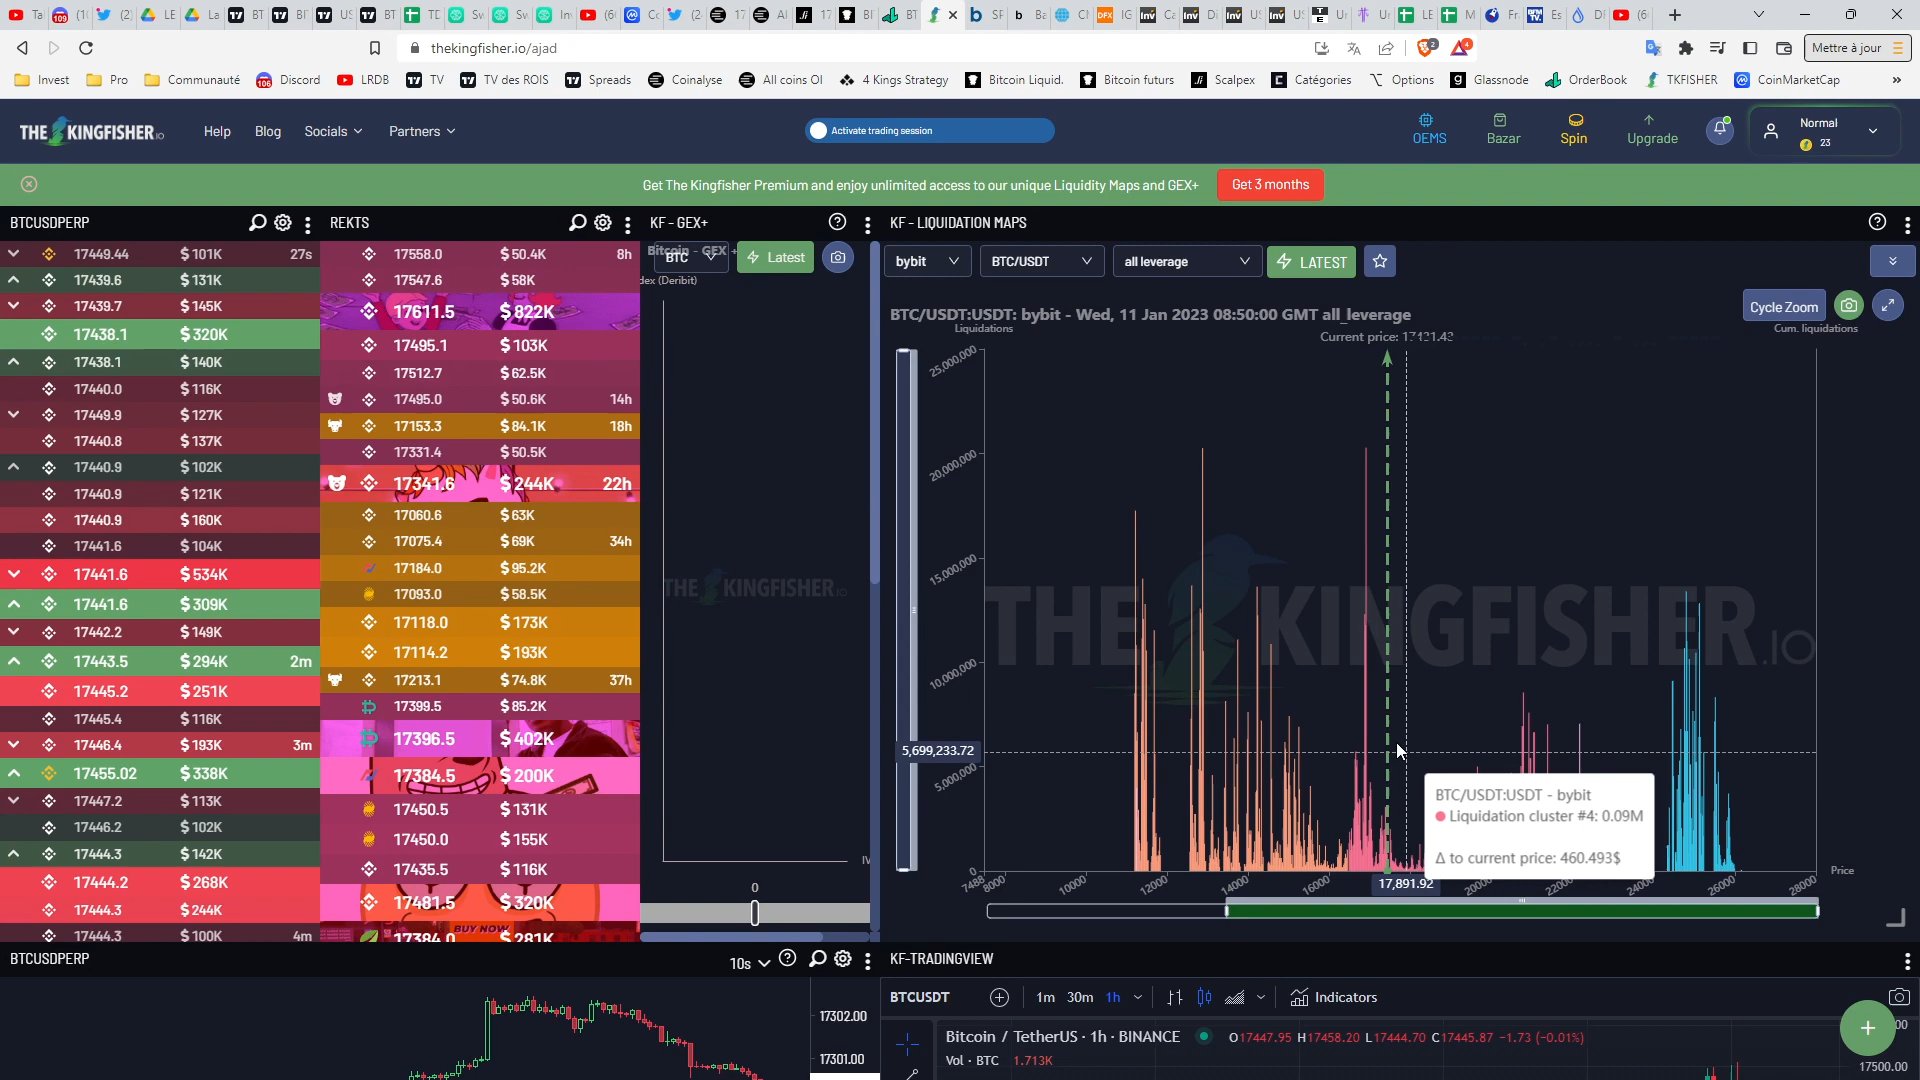 Mettre à jour
thekingfisher.io/ajad
Invest Pro Communauté Discord LRDB TV TV des ROIS Spreads Coinalyse All coins OI 4 Kings Strategy Bitcoin Liquid. Bitcoin futurs Scalpex Catégories Options Glassnode OrderBook TKFISHER CoinMarketCap »
THE KINGFISHER.IO Help Blog Socials Partners Activate trading session OEMS Bazar Spin Upgrade Normal 23
Get The Kingfisher Premium and enjoy unlimited access to our unique Liquidity Maps and GEX+ Get 3 months
BTCUSDPERP
17449.44 $101K 27s
17439.6 $131K
17439.7 $145K
17438.1 $320K
17438.1 $140K
17440.0 $116K
17449.9 $127K
17440.8 $137K
17440.9 $102K
17440.9 $121K
17440.9 $160K
17441.6 $104K
17441.6 $534K
17441.6 $309K
17442.2 $149K
17443.5 $294K 2m
17445.2 $251K
17445.4 $116K
17446.4 $193K 3m
17455.02 $338K
17447.2 $113K
17446.2 $102K
17444.3 $142K
17444.2 $268K
17444.3 $244K
17444.3 $100K 4m
REKTS
17558.0 $50.4K 8h
17547.6 $58K
17611.5 $822K
17495.1 $103K
17512.7 $62.5K
17495.0 $50.6K 14h
17153.3 $84.1K 18h
17331.4 $50.5K
17341.6 $244K 22h
17060.6 $63K
17075.4 $69K 34h
17184.0 $95.2K
17093.0 $58.5K
17118.0 $173K
17114.2 $193K
17213.1 $74.8K 37h
17399.5 $85.2K
17396.5 $402K
17384.5 $200K
17450.5 $131K
17450.0 $155K
17435.5 $116K
17481.5 $320K
BUY NOW
17384.0 $281K
KF - GEX+
Bitcoin - GEX +
BTC Latest
dex (Deribit)
THE KINGFISHER.IO
IV
0
KF - LIQUIDATION MAPS
bybit BTC/USDT all leverage LATEST
Cycle Zoom
BTC/USDT:USDT: bybit - Wed, 11 Jan 2023 08:50:00 GMT all_leverage
Liquidations Cum. liquidations
Current price: 17431.43
25,000,000
20,000,000
15,000,000
10,000,000
5,000,000
0
5,699,233.72
THE KINGFISHER.IO
BTC/USDT:USDT - bybit
Liquidation cluster #4: 0.09M
Δ to current price: 460.493$
Price
7488 8000 10000 12000 14000 16000 17,891.92 20000 22000 24000 26000 28000
BTCUSDPERP 10s
17302.00
17301.00
KF-TRADINGVIEW
BTCUSDT 1m 30m 1h Indicators
Bitcoin / TetherUS · 1h · BINANCE O17447.95 H17458.20 L17444.70 C17445.87 -1.73 (-0.01%)
Vol · BTC 1.713K
17500.00